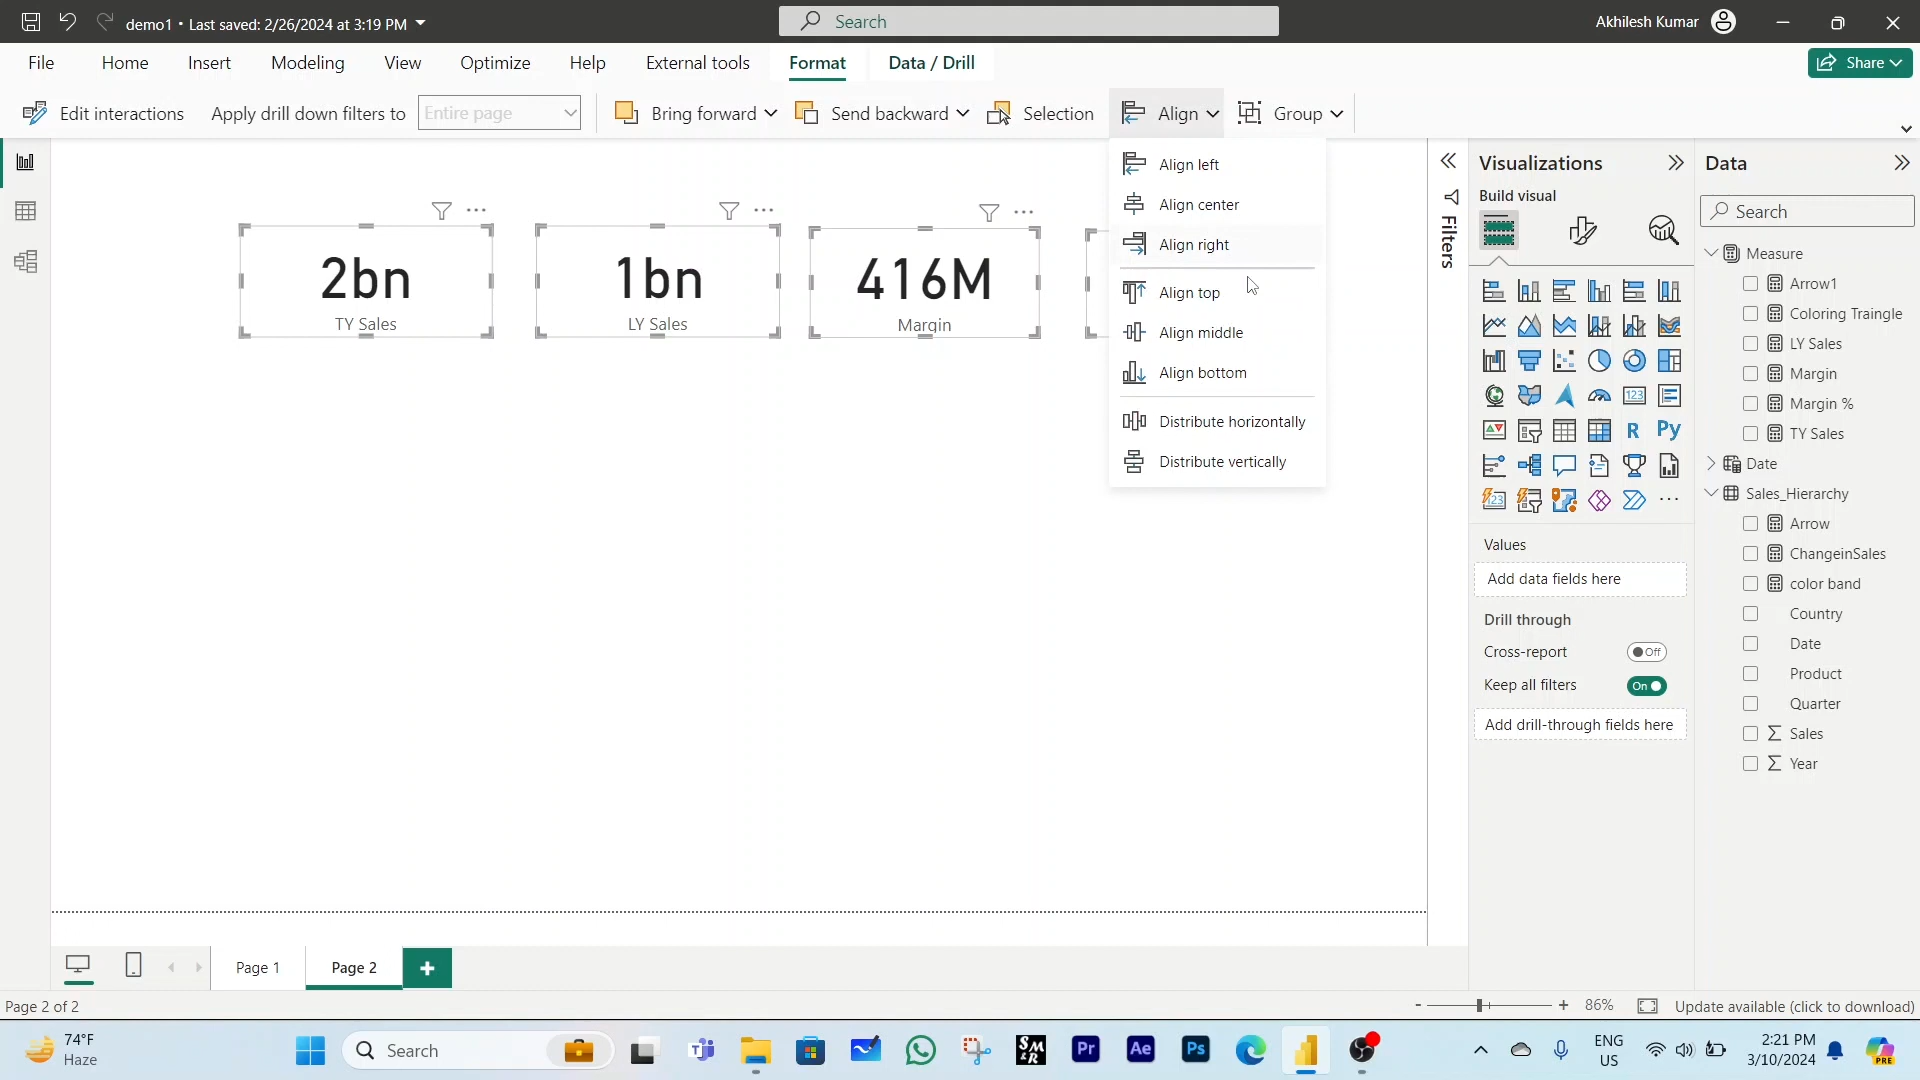 demo1 • Last saved: 2/26/2024 at 3:19 PM
Search
Akhilesh Kumar
File Home Insert Modeling View Optimize Help External tools Format Data / Drill
Share
Edit interactions Apply drill down filters to Entire page Bring forward Send backward Selection Align Group
Align left
Align center
Align right
Align top
Align middle
Align bottom
Distribute horizontally
Distribute vertically
2bn
TY Sales
1bn
LY Sales
416M
Margin
Filters
Visualizations
Build visual
123
R
Py
123
Values
Add data fields here
Drill through
Cross-report Off
Keep all filters On
Add drill-through fields here
Data
Search
Measure
Arrow1
Coloring Traingle
LY Sales
Margin
Margin %
TY Sales
Date
Sales_Hierarchy
Arrow
ChangeinSales
color band
Country
Date
Product
Quarter
Σ Sales
Σ Year
Page 1
Page 2
+
Page 2 of 2
- + 86%
Update available (click to download)
74°F
Haze
Search
S
M
&R
Pr
Ae
Ps
ENG
US
2:21 PM
3/10/2024
PRE